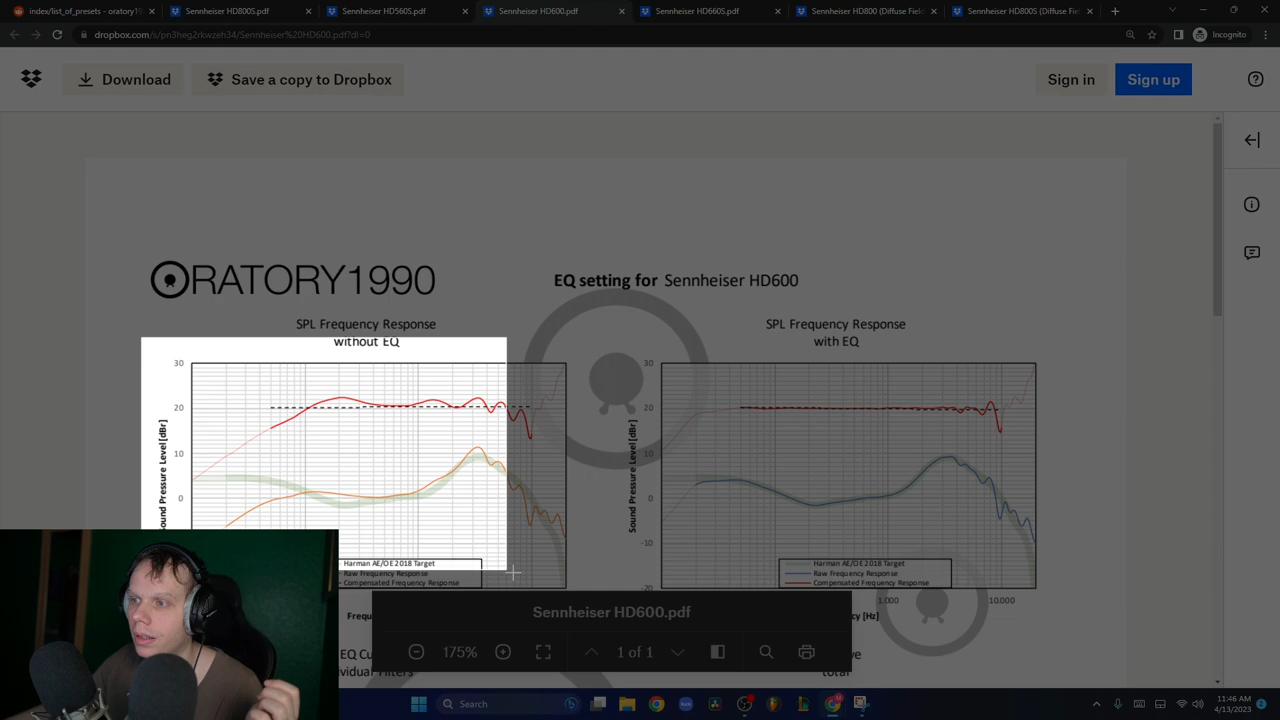 index/list_of_presets - oratory19
Sennheiser HD800S.pdf
Sennheiser HD560S.pdf
Sennheiser HD600.pdf
Sennheiser HD660S.pdf
Sennheiser HD800 (Diffuse Fiel
Sennheiser HD800S (Diffuse Fiel
dropbox.com/s/pn3heg2rkwzeh34/Sennheiser%20HD600.pdf?dl=0
Incognito
Download
Save a copy to Dropbox
Sign in
Sign up
ORATORY1990
EQ setting for Sennheiser HD600
SPL Frequency Response
without EQ
SPL Frequency Response
with EQ
30
20
10
0
Sound Pressure Level [dBr]
Harman AE/OE 2018 Target
Raw Frequency Response
Compensated Frequency Response
30
20
10
0
-10
-20
Sound Pressure Level [dBr]
Harman AE/OE 2018 Target
Raw Frequency Response
Compensated Frequency Response
1.000
10.000
Sennheiser HD600.pdf
175%
1 of 1
total
Search
11:46 AM
4/13/2023